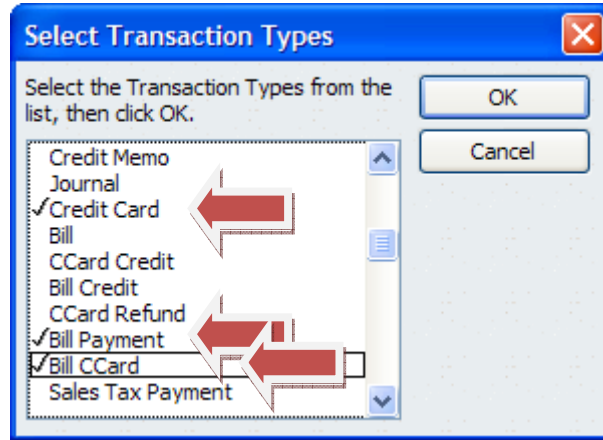 Select Transaction Types
Select the Transaction Types from the
list, then click OK.
OK
Cancel
Credit Memo
Journal
✓Credit Card
Bill
CCard Credit
Bill Credit
CCard Refund
✓Bill Payment
✓Bill CCard
Sales Tax Payment